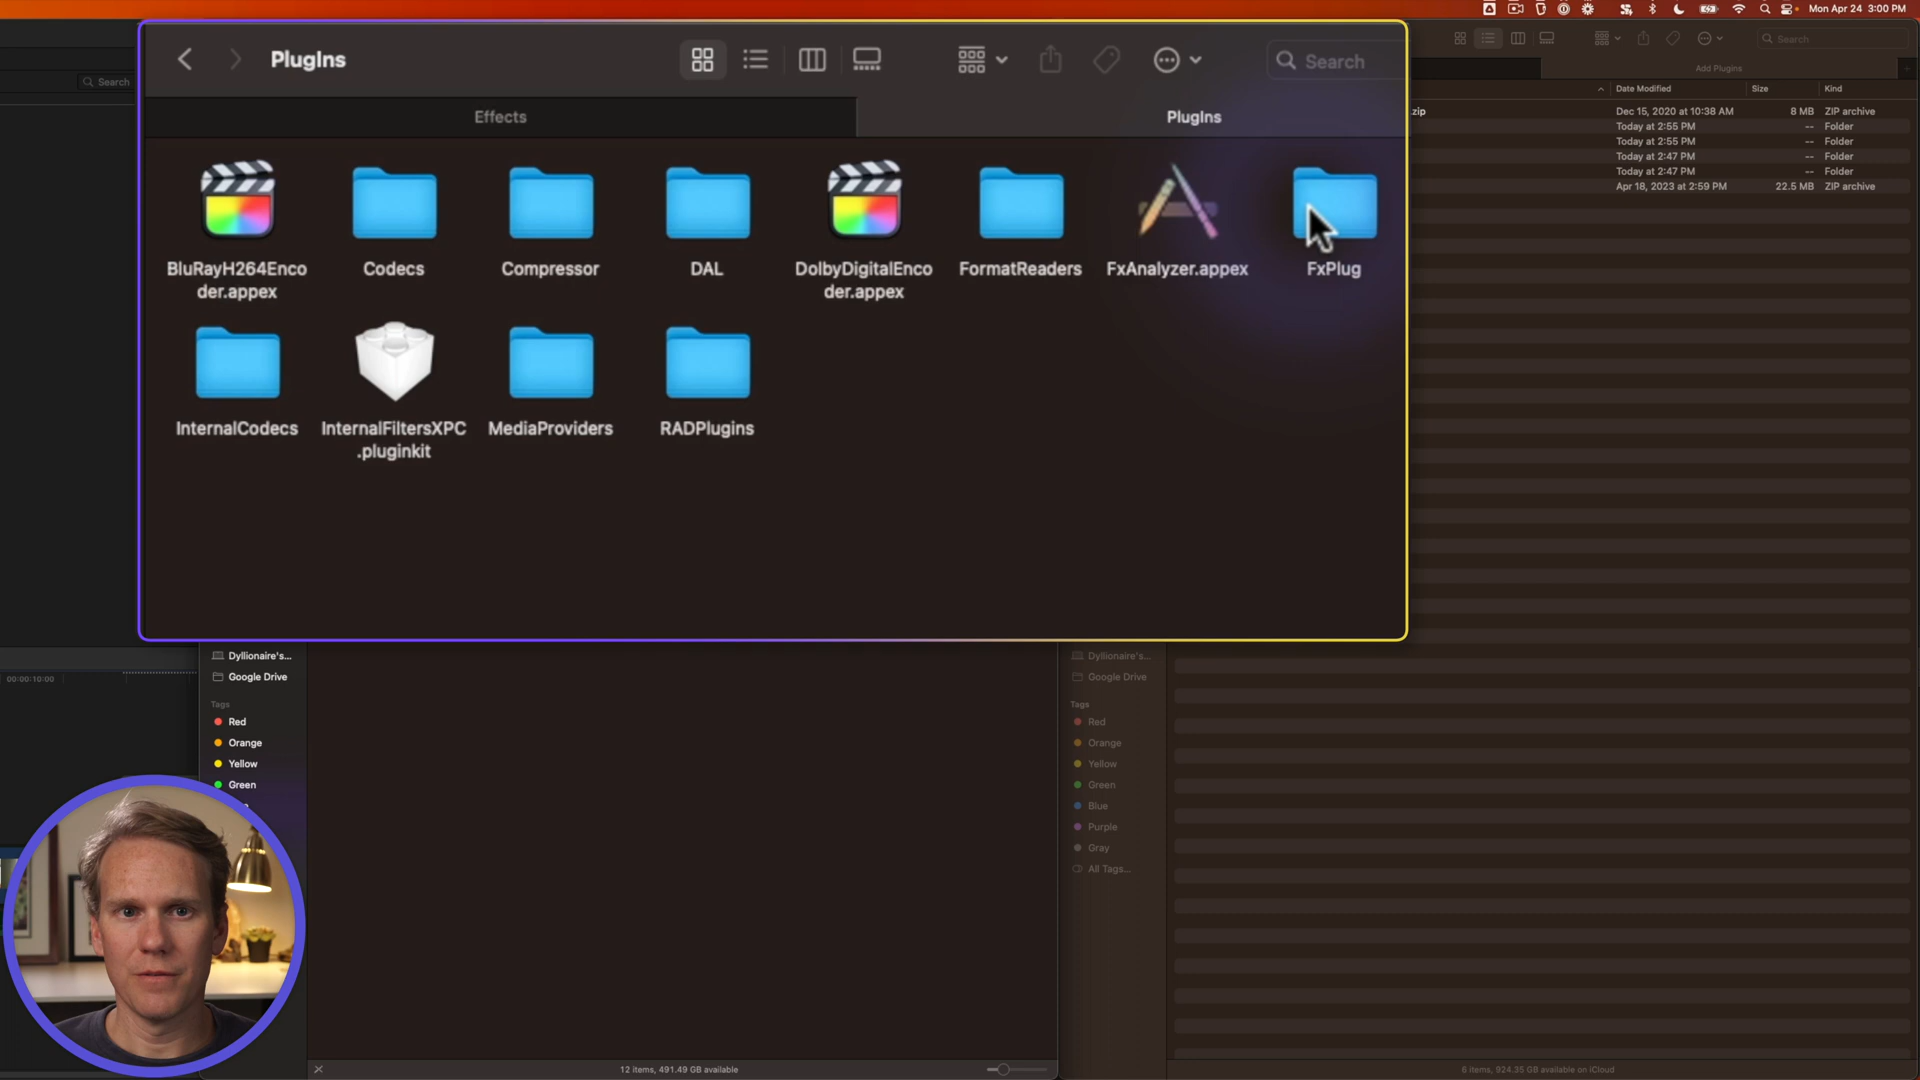 Mon Apr 24 3:00 PM
PlugIns
Search
Search
Search
Effects
PlugIns
Add Plugins
Date Modified
Size
Kind
.zip
Dec 15, 2020 at 10:38 AM
8 MB
ZIP archive
Today at 2:55 PM
--
Folder
Today at 2:55 PM
--
Folder
Today at 2:47 PM
--
Folder
Today at 2:47 PM
--
Folder
Apr 18, 2023 at 2:59 PM
22.5 MB
ZIP archive
BluRayH264Enco
der.appex
Codecs
Compressor
DAL
DolbyDigitalEnco
der.appex
FormatReaders
FxAnalyzer.appex
FxPlug
InternalCodecs
InternalFiltersXPC
.pluginkit
MediaProviders
RADPlugins
00:00:10:00
Dyllionaire's...
Google Drive
Tags
Red
Orange
Yellow
Green
Dyllionaire's...
Google Drive
Tags
Red
Orange
Yellow
Green
Blue
Purple
Gray
All Tags...
12 items, 491.49 GB available
6 items, 924.35 GB available on iCloud